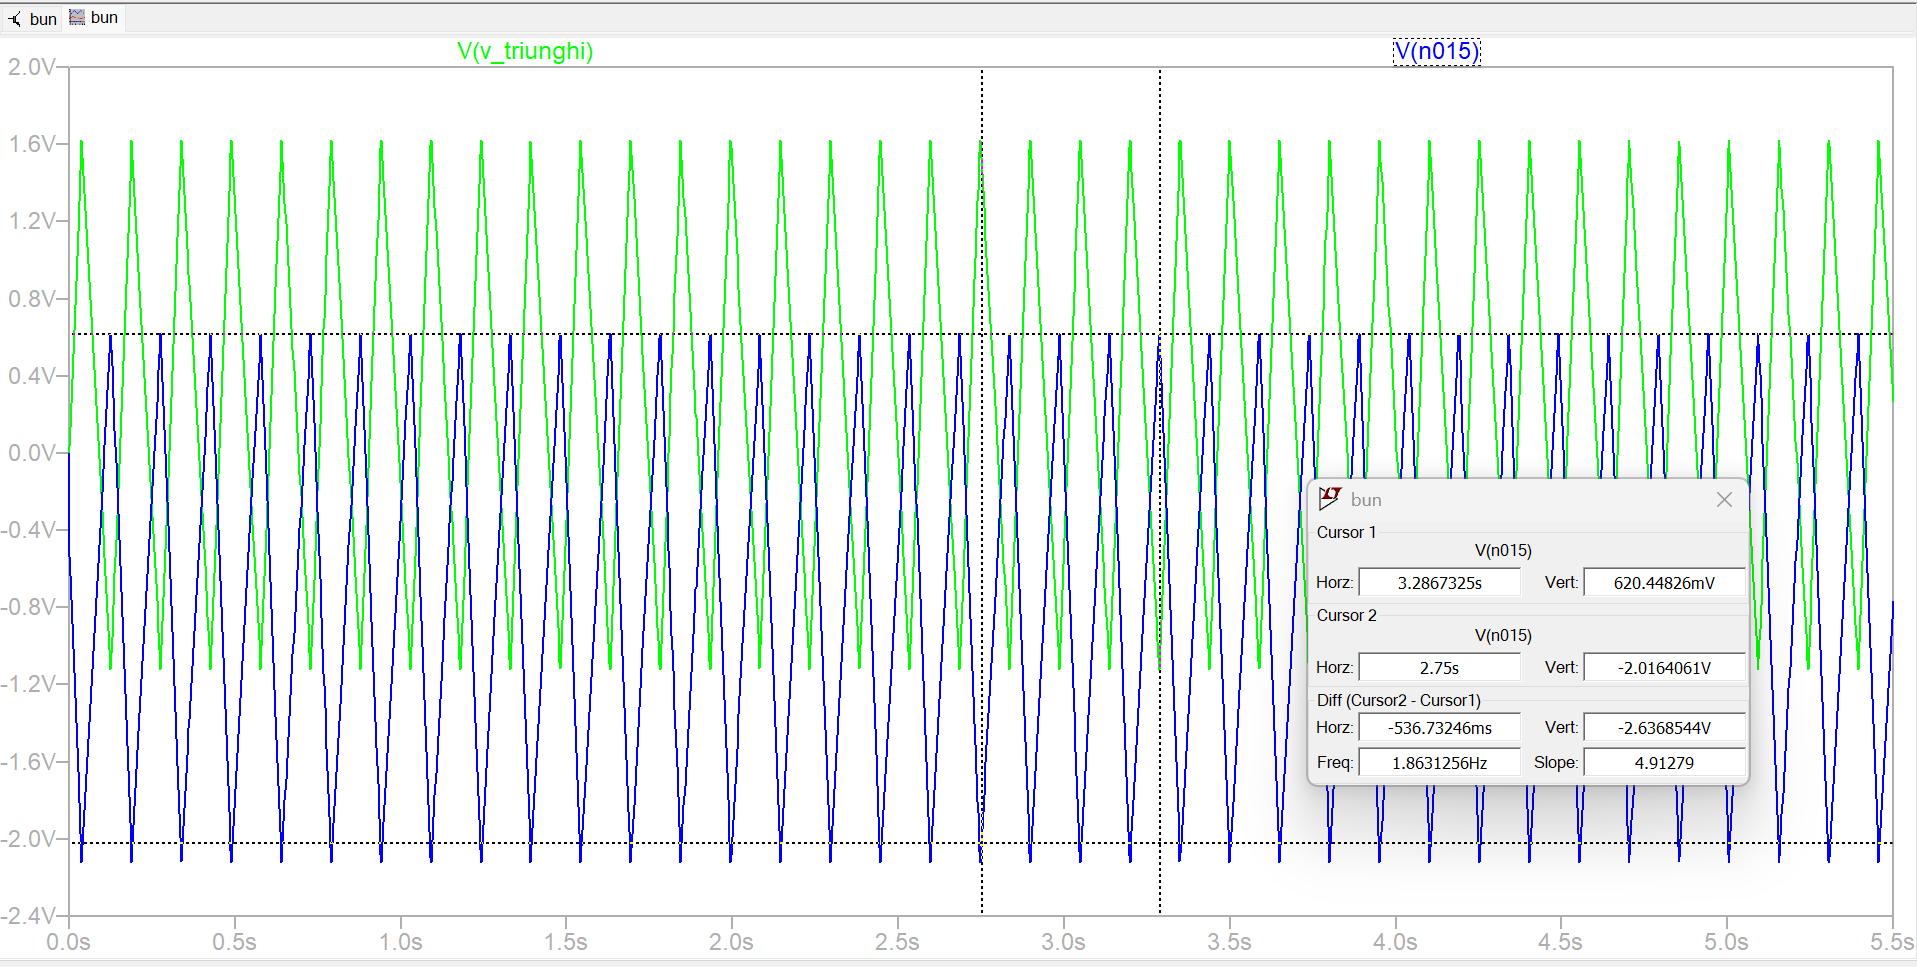 bun
bun
V(v_triunghi)
V(n015)
2.0V
1.6V
1.2V
0.8V
0.4V
0.0V
-0.4V
-0.8V
-1.2V
-1.6V
-2.0V
-2.4V
0.0s 0.5s 1.0s 1.5s 2.0s 2.5s 3.0s 3.5s 4.0s 4.5s 5.0s 5.5s
bun
Cursor 1
V(n015)
Horz: 3.2867325s Vert: 620.44826mV
Cursor 2
V(n015)
Horz: 2.75s Vert: -2.0164061V
Diff (Cursor2 - Cursor1)
Horz: -536.73246ms Vert: -2.6368544V
Freq: 1.8631256Hz Slope: 4.91279